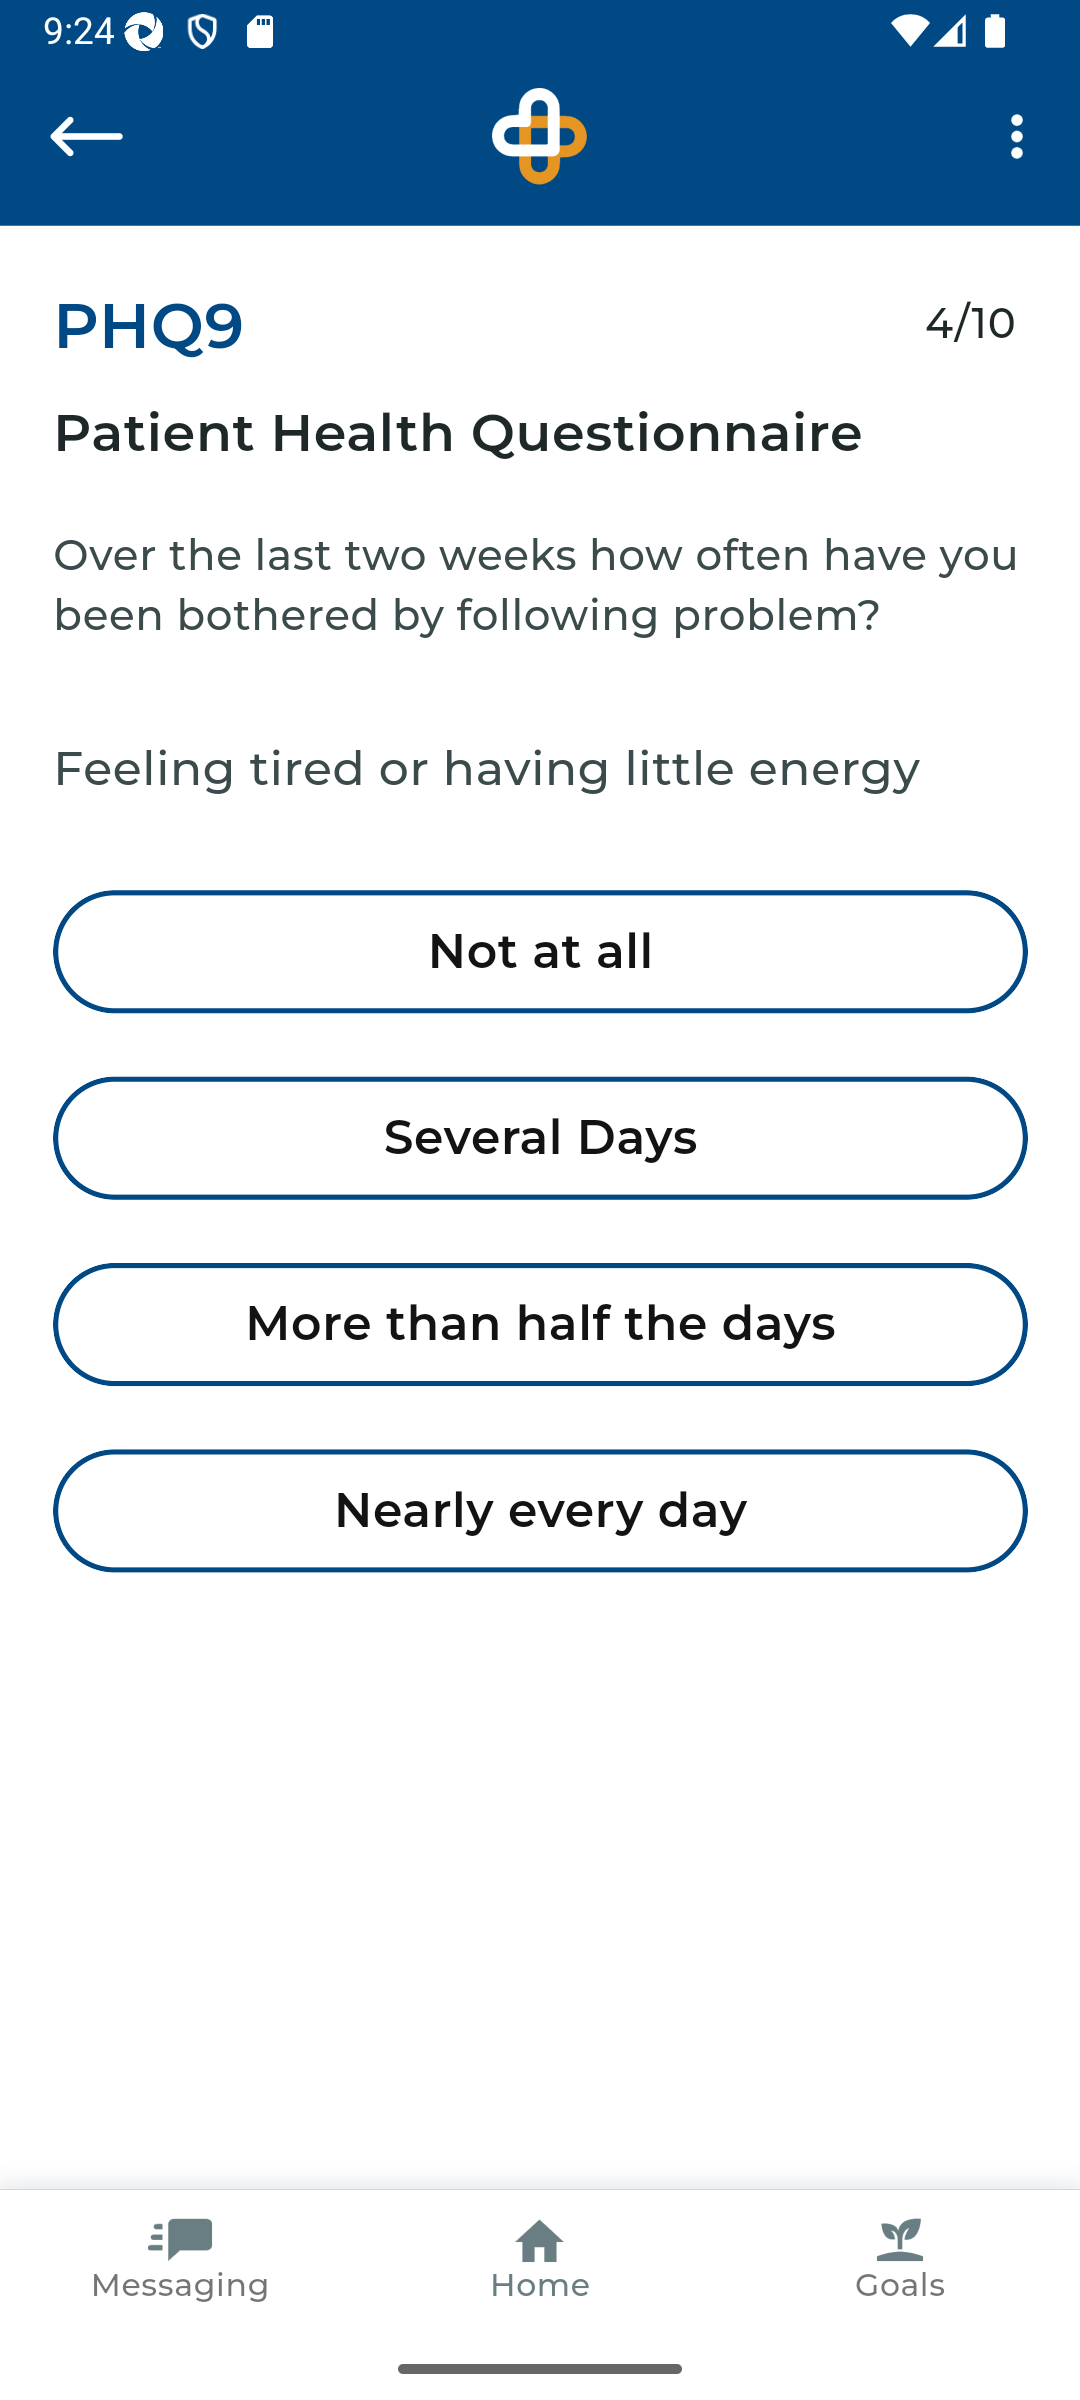 9:24
PHQ9
4/10
Patient Health Questionnaire
Over the last two weeks how often have you
been bothered by following problem?
Feeling tired or having little energy
Not at all
Several Days
More than half the days
Nearly every day
Messaging
Home
Goals